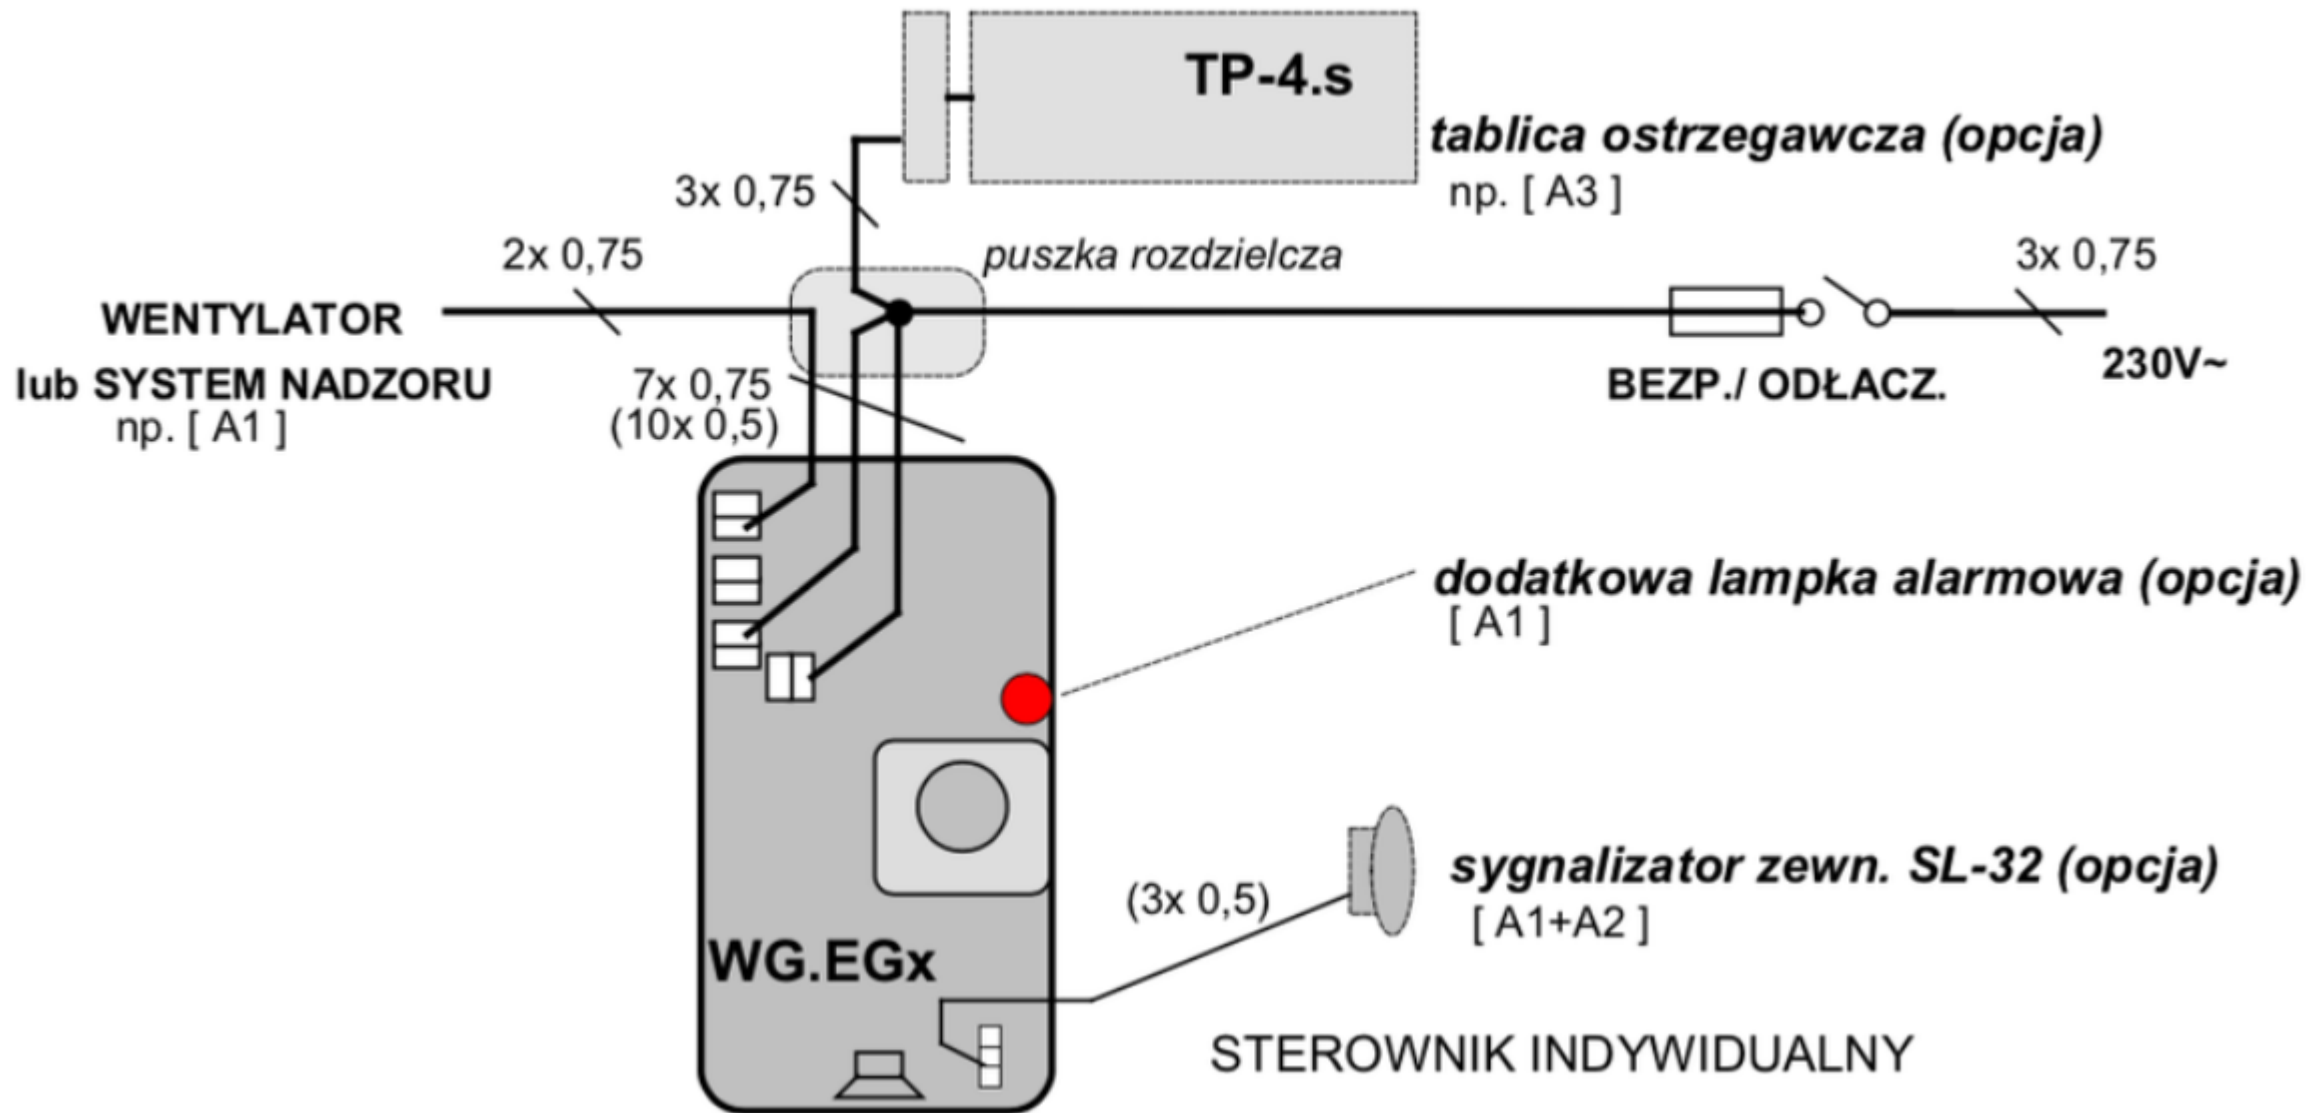 TP-4.s
tablica ostrzegawcza (opcja)
np. [ A3 ]
3x 0,75
2x 0,75
puszka rozdzielcza
3x 0,75
WENTYLATOR
lub SYSTEM NADZORU
np. [ A1 ]
7x 0,75
(10x 0,5)
BEZP./ ODŁACZ.
230V~
dodatkowa lampka alarmowa (opcja)
[ A1 ]
sygnalizator zewn. SL-32 (opcja)
[ A1+A2 ]
(3x 0,5)
WG.EGx
STEROWNIK INDYWIDUALNY